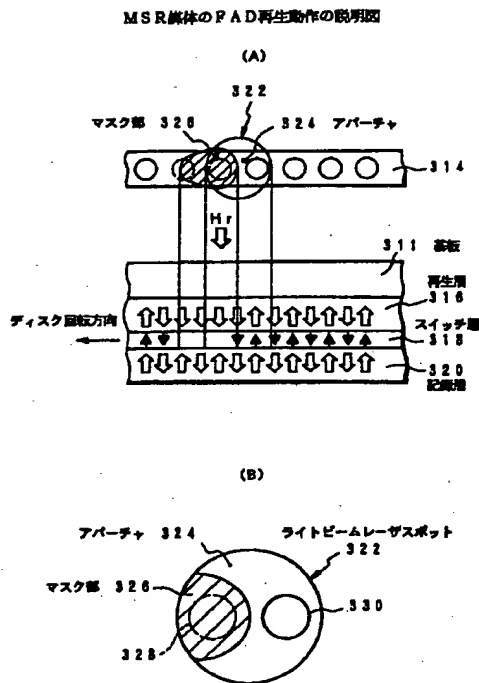 MSR媒体のFAD再生動作の説明図
(A)
322
マスク部 326
324 アパーチャ
314
Hr
311 基板
再生層
316
ディスク回転方向
スイッチ層
318
320
記録層
(B)
アパーチャ 324
ライトビームレーザスポット
322
マスク部 326
330
328